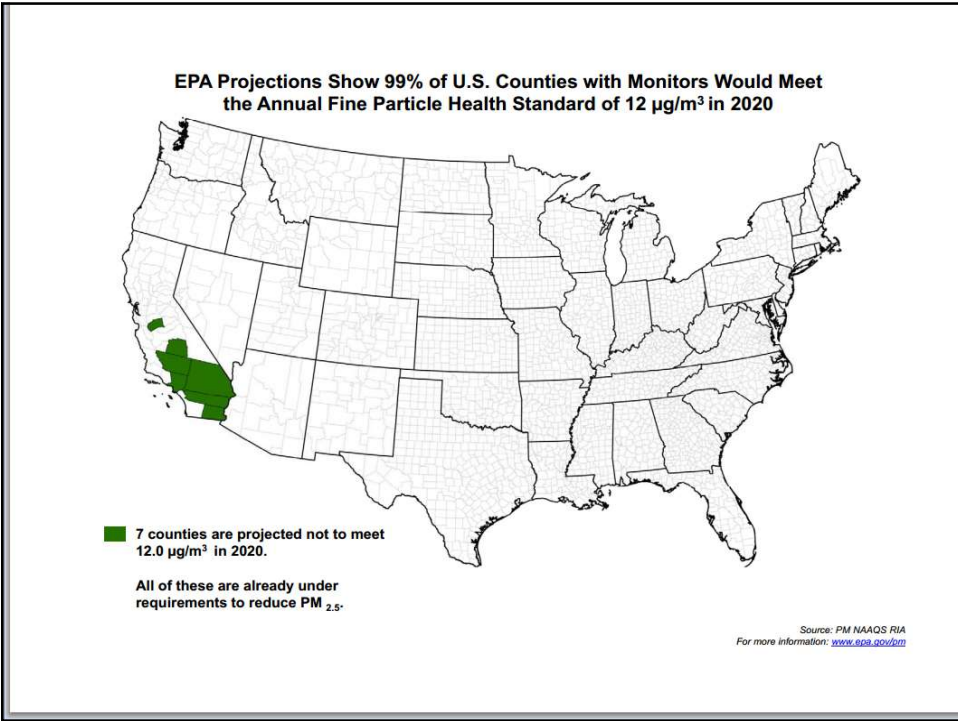 EPA Projections Show 99% of U.S. Counties with Monitors Would Meet
the Annual Fine Particle Health Standard of 12 µg/m³ in 2020
7 counties are projected not to meet
12.0 µg/m³ in 2020.
All of these are already under
requirements to reduce PM 2.5.
Source: PM NAAQS RIA
For more information: www.epa.gov/pm